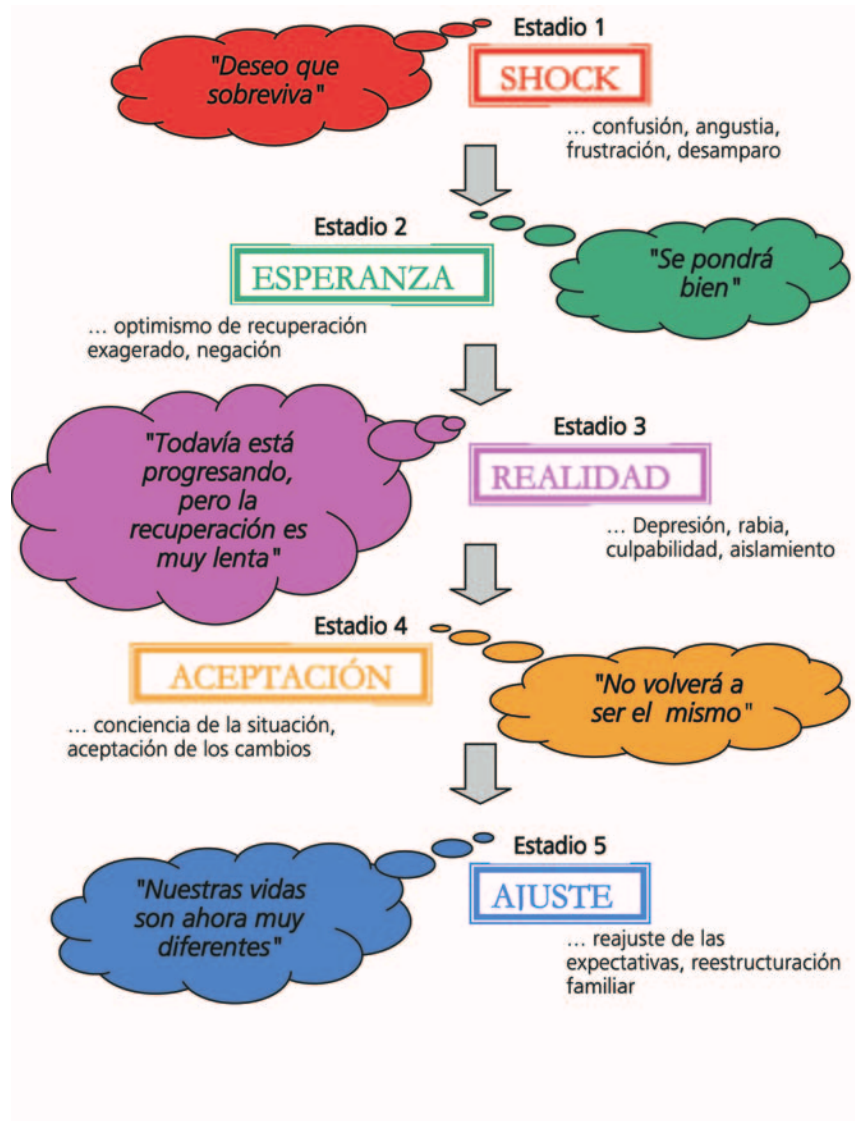 Estadio 1
"Deseo que
sobreviva"
SHOCK
... confusión, angustia,
frustración, desamparo
Estadio 2
ESPERANZA
"Se pondrá
bien"
... optimismo de recuperación
exagerado, negación
Estadio 3
"Todavía está
progresando,
pero la
recuperación es
muy lenta"
REALIDAD
... Depresión, rabia,
culpabilidad, aislamiento
Estadio 4
ACEPTACIÓN
"No volverá a
ser el mismo"
... conciencia de la situación,
aceptación de los cambios
Estadio 5
"Nuestras vidas
son ahora muy
diferentes"
AJUSTE
... reajuste de las
expectativas, reestructuración
familiar